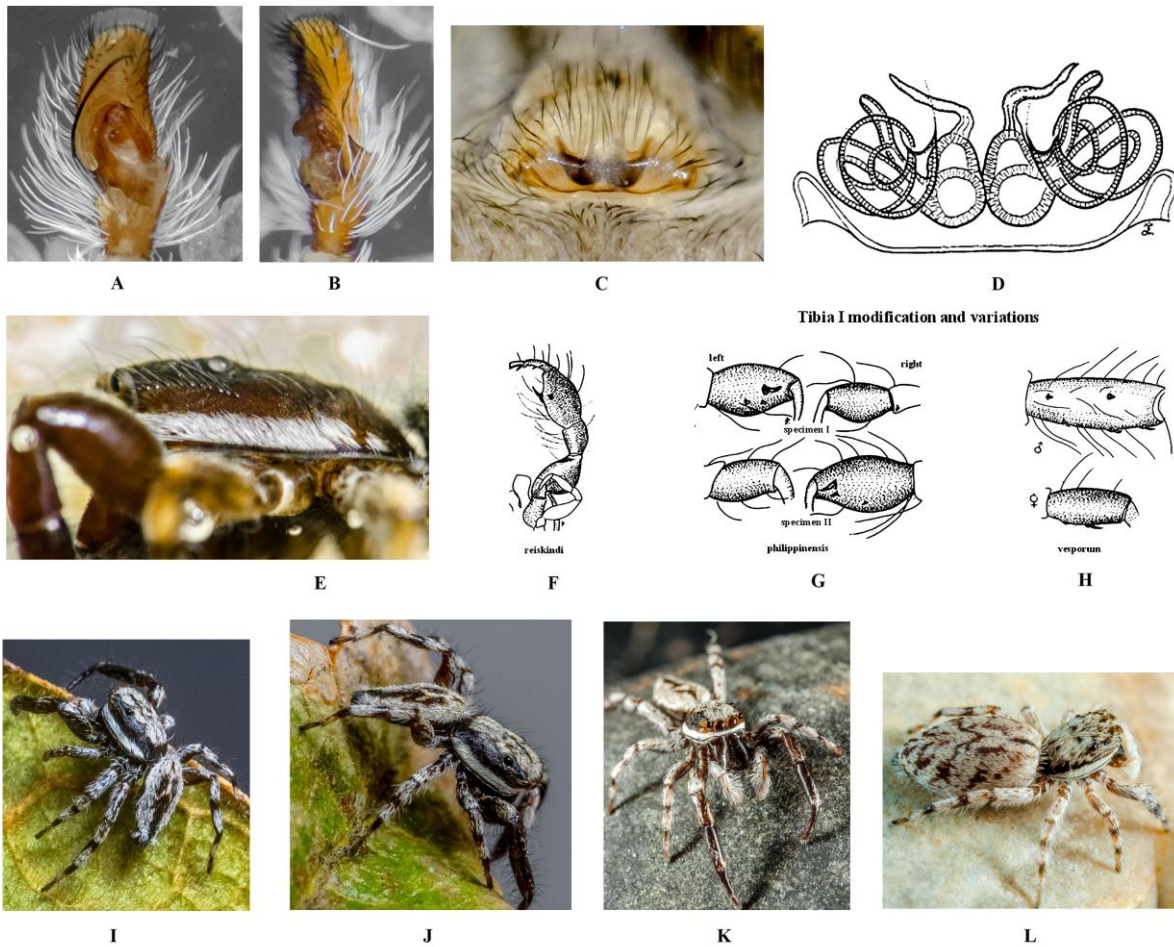 A
B
C
D
Tibia I modification and variations
left
right
specimen I
specimen II
♂
♀
reiskindi
philippinensis
vesporum
E
F
G
H
I
J
K
L